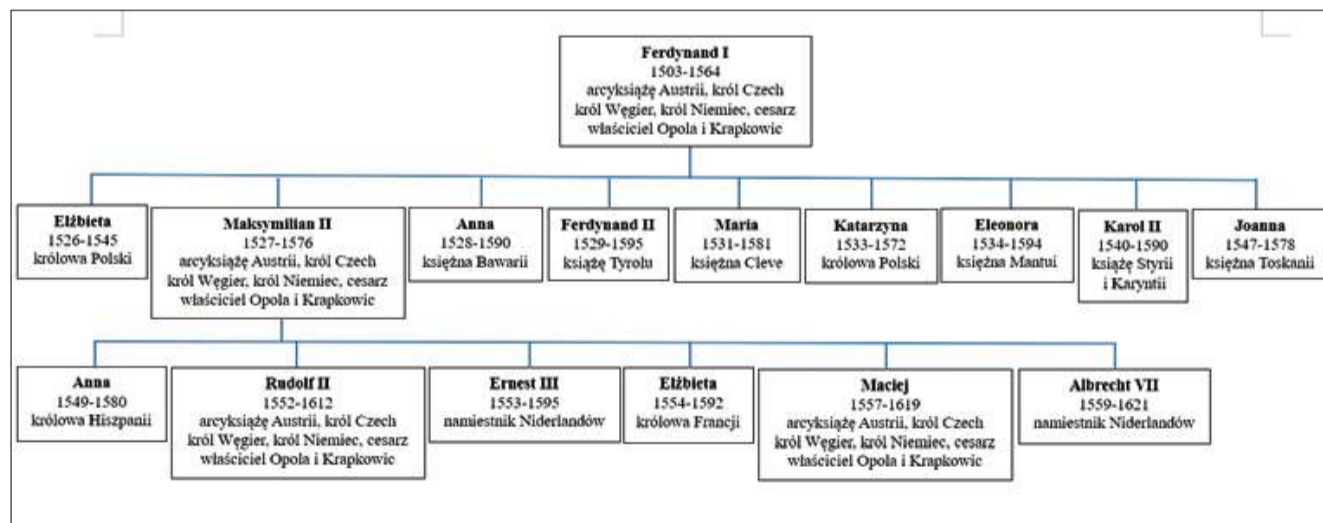 Ferdynand I
1503-1564
arcyksiążę Austrii, król Czech
król Węgier, król Niemiec, cesarz
właściciel Opola i Krapkowic
Elżbieta
1526-1545
królowa Polski
Maksymilian II
1527-1576
arcyksiążę Austrii, król Czech
król Węgier, król Niemiec, cesarz
właściciel Opola i Krapkowic
Anna
1528-1590
księżna Bawarii
Ferdynand II
1529-1595
książę Tyrolu
Maria
1531-1581
księżna Cleve
Katarzyna
1533-1572
królowa Polski
Eleonora
1534-1594
księżna Mantui
Karol II
1540-1590
książę Styrii
i Karyntii
Joanna
1547-1578
księżna Toskanii
Anna
1549-1580
królowa Hiszpanii
Rudolf II
1552-1612
arcyksiążę Austrii, król Czech
król Węgier, król Niemiec, cesarz
właściciel Opola i Krapkowic
Ernest III
1553-1595
namiestnik Niderlandów
Elżbieta
1554-1592
królowa Francji
Maciej
1557-1619
arcyksiążę Austrii, król Czech
król Węgier, król Niemiec, cesarz
właściciel Opola i Krapkowic
Albrecht VII
1559-1621
namiestnik Niderlandów